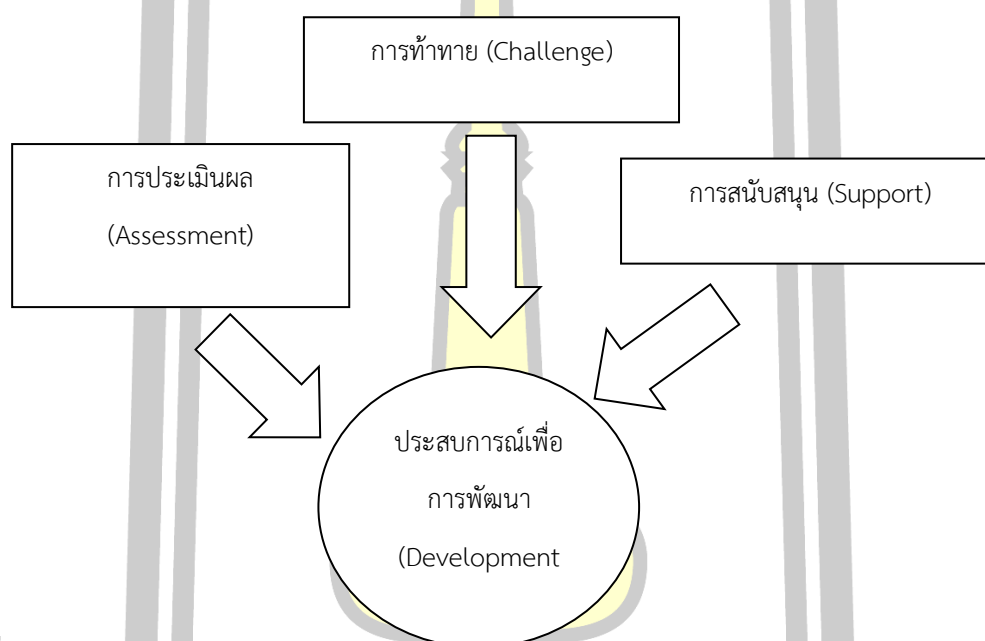 การท้าทาย (Challenge)
การประเมินผล
(Assessment)
การสนับสนุน (Support)
ประสบการณ์เพื่อ
การพัฒนา
(Development